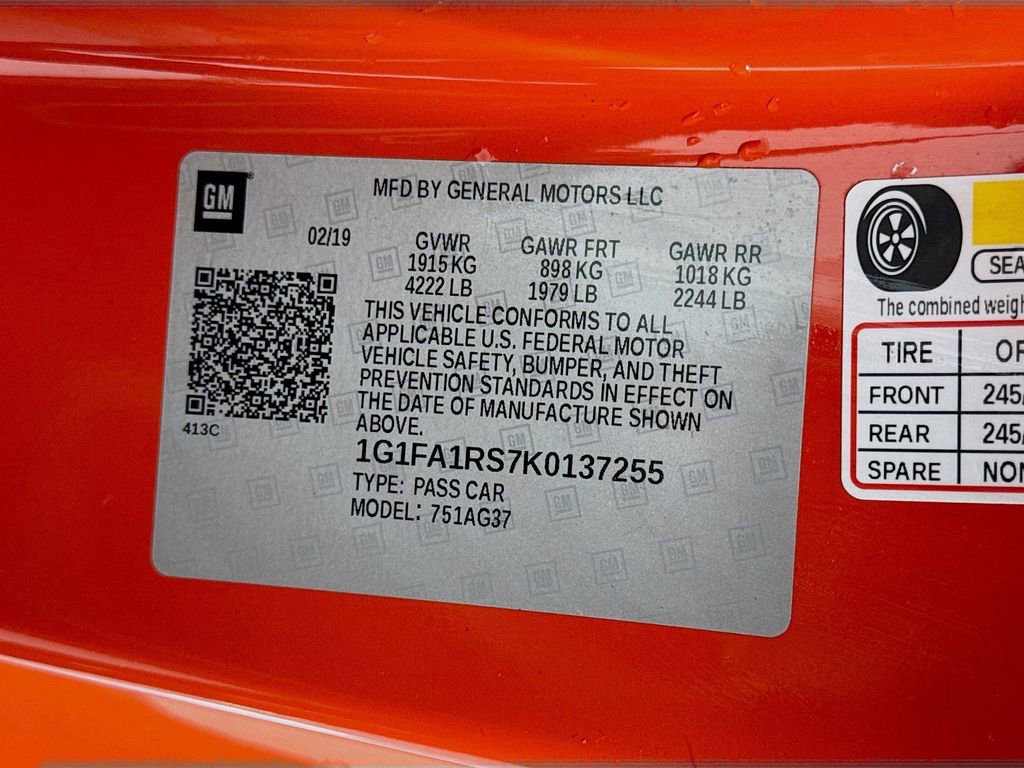 GM
MFD BY GENERAL MOTORS LLC
02/19
GVWR
1915 KG
4222 LB
GAWR FRT
898 KG
1979 LB
GAWR RR
1018 KG
2244 LB
THIS VEHICLE CONFORMS TO ALL
APPLICABLE U.S. FEDERAL MOTOR
VEHICLE SAFETY, BUMPER, AND THEFT
PREVENTION STANDARDS IN EFFECT ON
THE DATE OF MANUFACTURE SHOWN
ABOVE.
413C
1G1FA1RS7K0137255
TYPE: PASS CAR
MODEL: 751AG37
The combined
TIRE
FRONT 245/
REAR 245/
SPARE